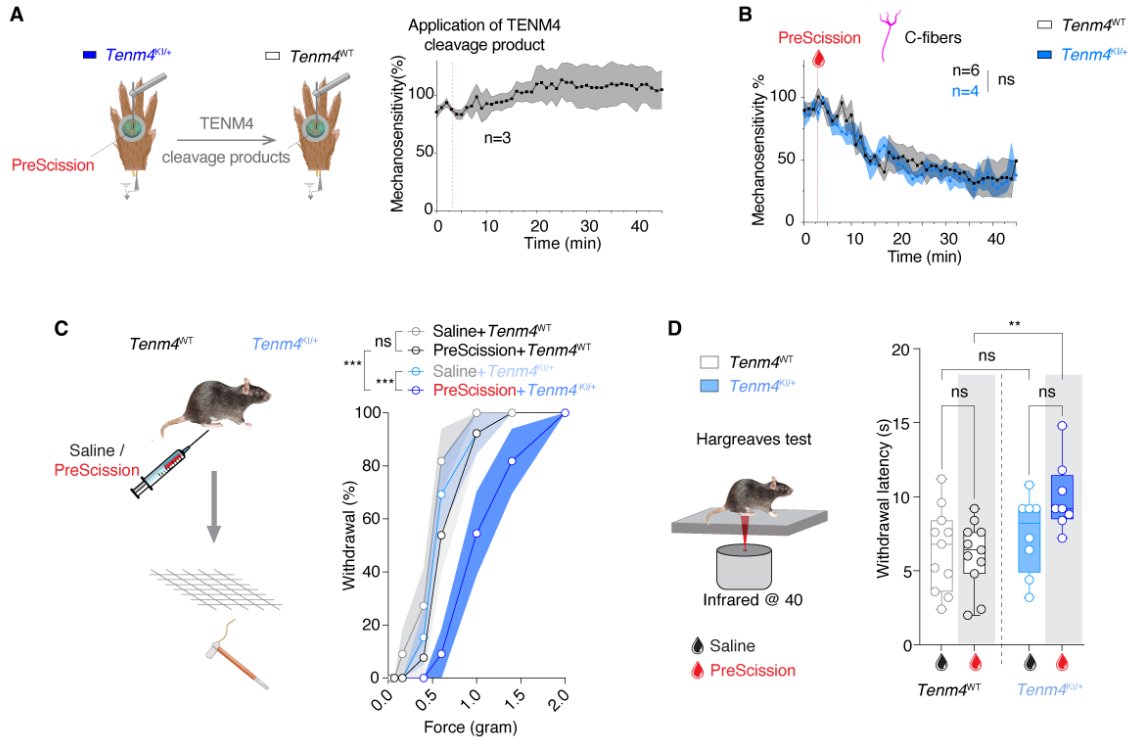 A
Tenm4KI/+
Tenm4WT
TENM4
cleavage products
PreScission
Application of TENM4
cleavage product
Mechanosensitivity(%)
100
50
0
n=3
0 10 20 30 40
Time (min)
B
PreScission
C-fibers
Tenm4WT
Tenm4KI/+
n=6
n=4
ns
Mechanosensitivity %
100
50
0
0 10 20 30 40
Time (min)
C
Tenm4WT
Tenm4KI/+
Saline /
PreScission
Saline+Tenm4WT
PreScission+Tenm4WT
Saline+Tenm4KI/+
PreScission+Tenm4KI/+
ns
***
***
Withdrawal (%)
100
80
60
40
20
0
0.0 0.5 1.0 1.5 2.0
Force (gram)
D
Tenm4WT
Tenm4KI/+
Hargreaves test
Infrared @ 40
Saline
PreScission
**
ns
ns
ns
Withdrawal latency (s)
20
15
10
5
0
Tenm4WT
Tenm4KI/+